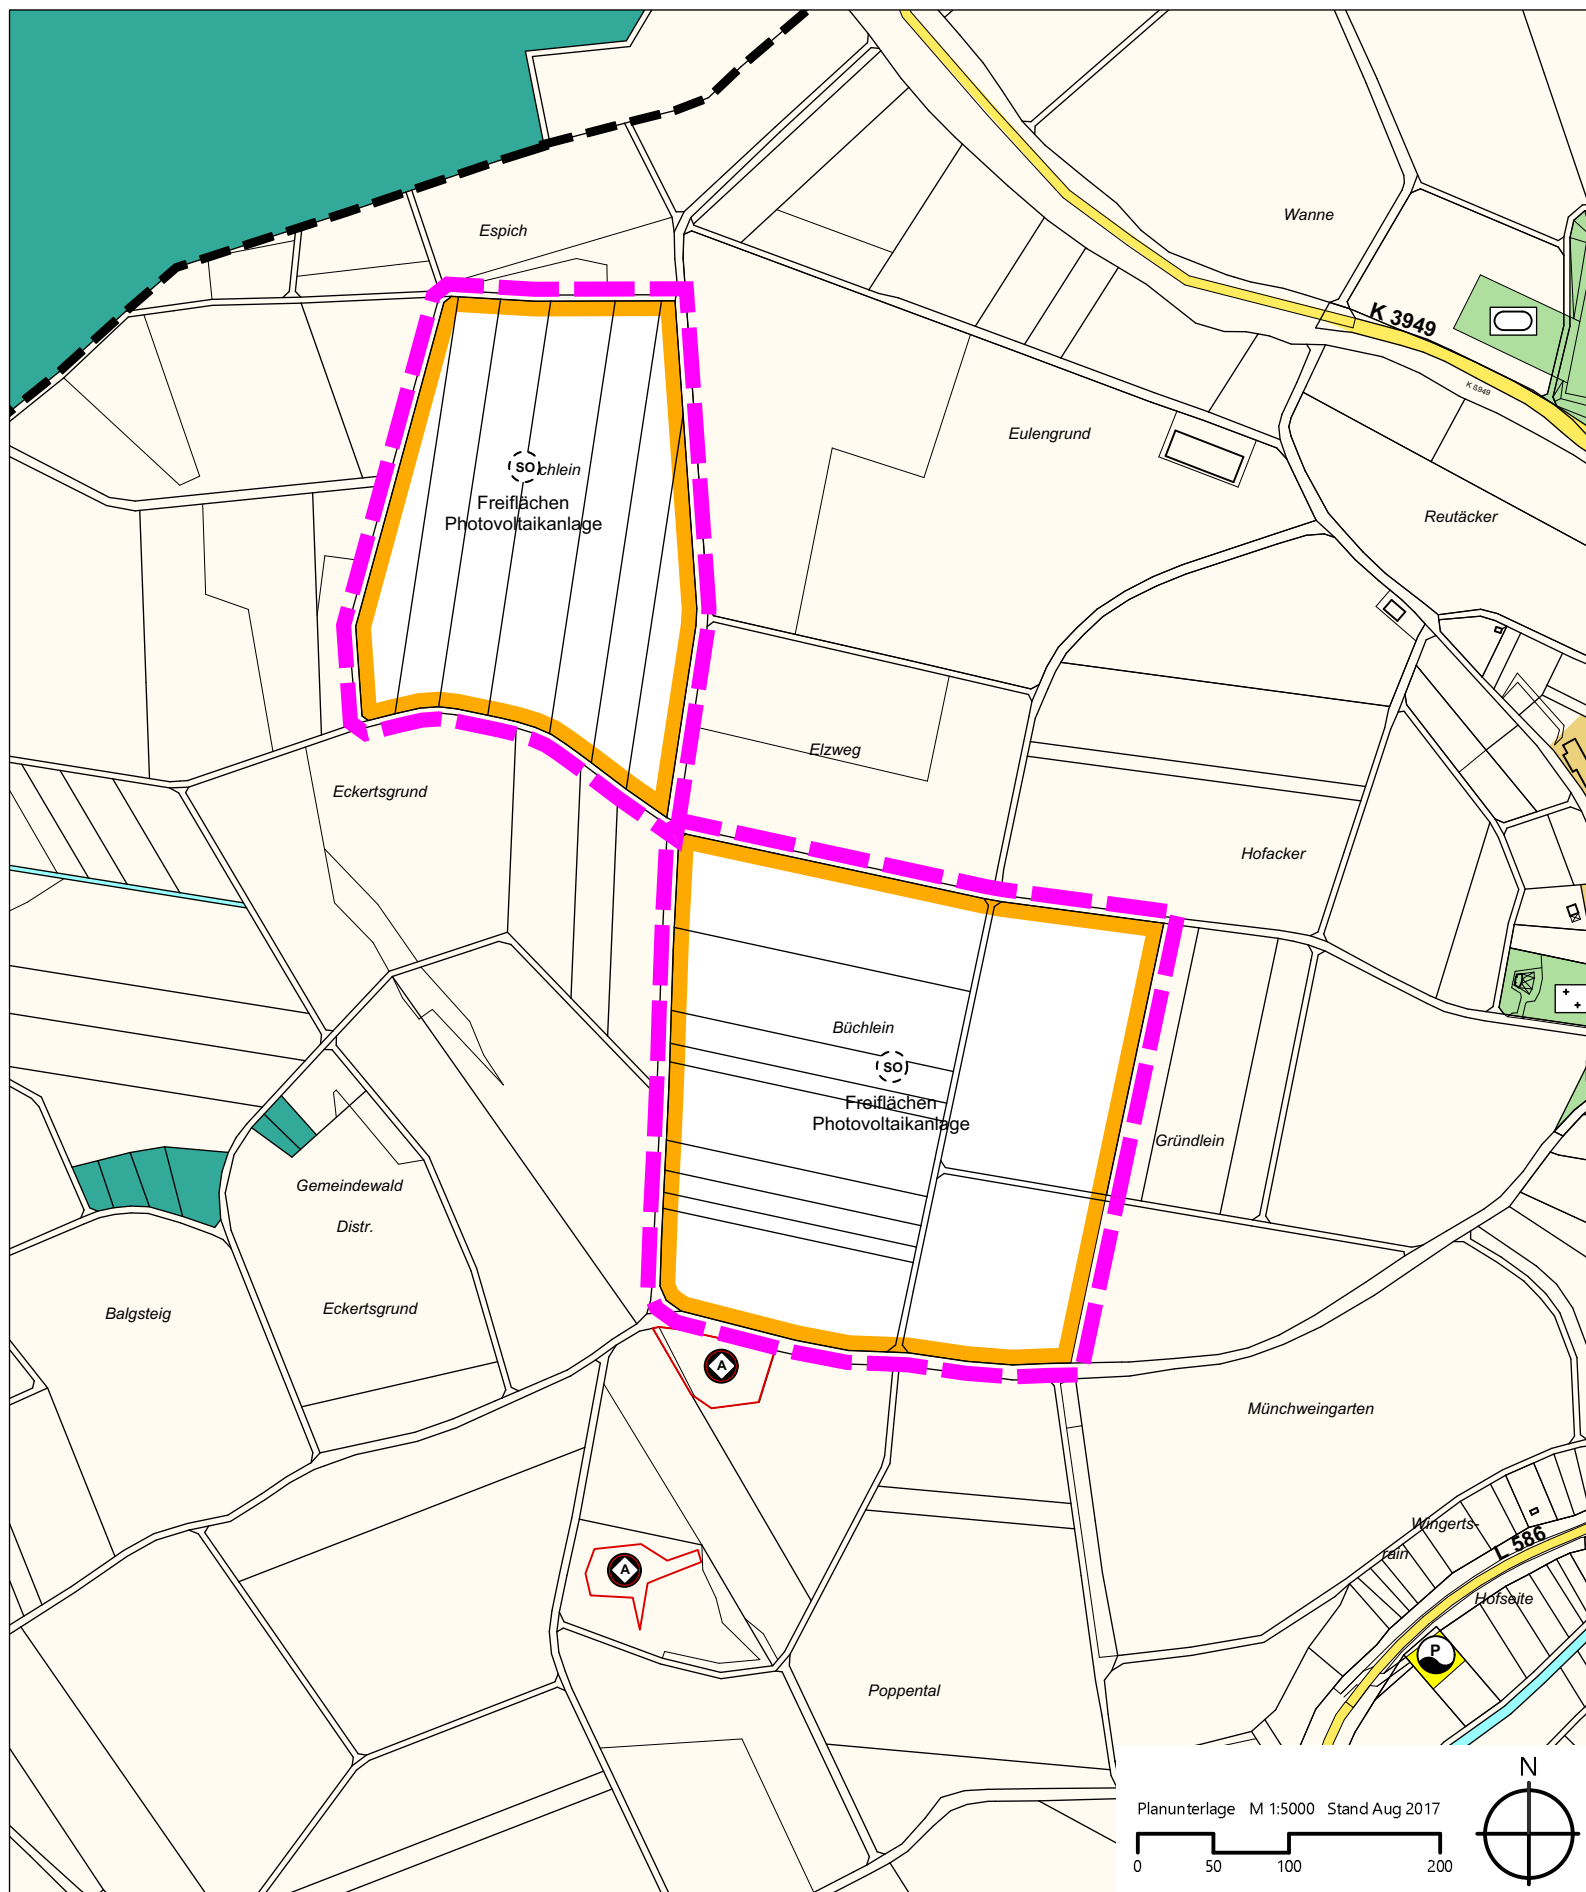 Espich
Wanne
K 3949
K 3949
Eulengrund
SO
chlein
Freiflächen
Photovoltaikanlage
Reutäcker
Elzweg
Eckertsgrund
Hofacker
Büchlein
SO
Freiflächen
Photovoltaikanlage
Gründlein
Gemeindewald
Distr.
Eckertsgrund
Balgsteig
A
Münchweingarten
Wingerts-
rain
L 586
A
Hofseite
P
Poppental
N
Planunterlage M 1:5000 Stand Aug 2017
0 50 100 200